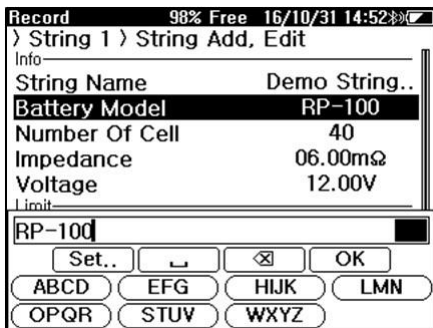 Record 98% Free 16/10/31 14:52
〉String 1〉String Add, Edit
Info
String Name Demo String..
Battery Model RP-100
Number Of Cell 40
Impedance 06.00mΩ
Voltage 12.00V
Limit
RP-100
Set.. ⌴ ⌫ OK
ABCD EFG HIJK LMN
OPQR STUV WXYZ